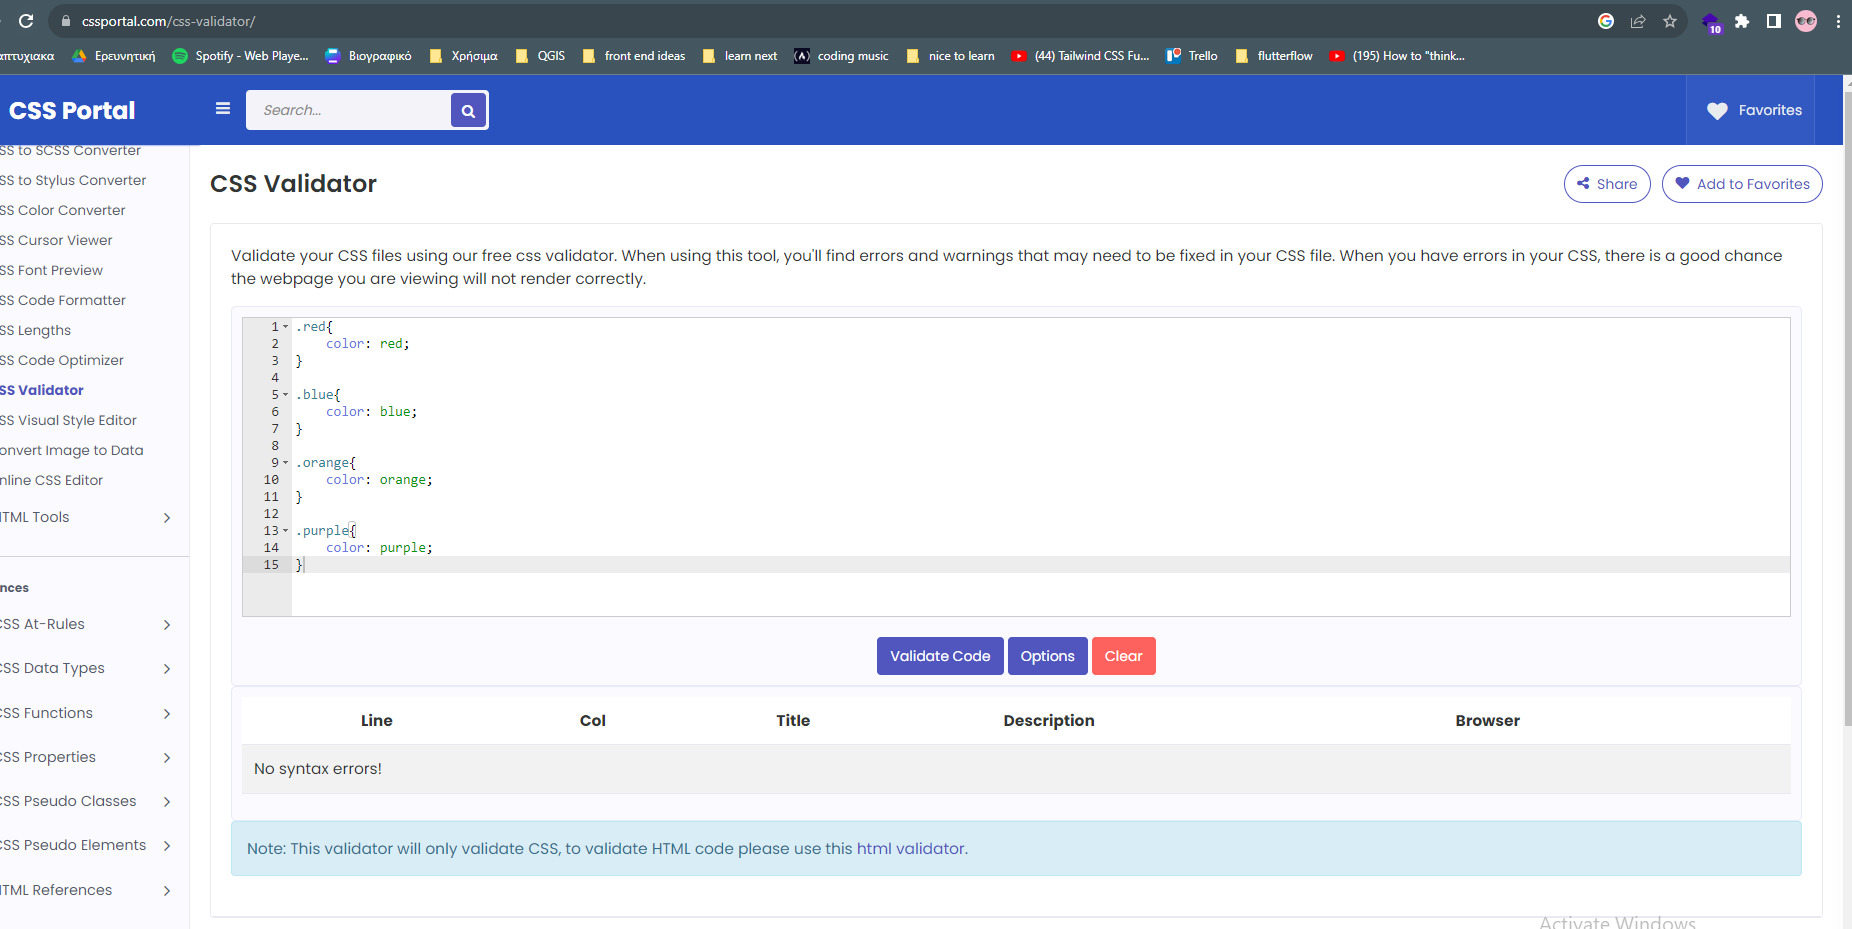 cssportal.com/css-validator/
10
πτυχιακα
Ερευνητική
Spotify - Web Playe...
Βιογραφικό
Χρήσιμα
QGIS
front end ideas
learn next
coding music
nice to learn
(44) Tailwind CSS Fu...
Trello
flutterflow
(195) How to "think...
CSS Portal
Search...
Favorites
SS to SCSS Converter
SS to Stylus Converter
SS Color Converter
SS Cursor Viewer
SS Font Preview
SS Code Formatter
SS Lengths
SS Code Optimizer
SS Validator
SS Visual Style Editor
onvert Image to Data
nline CSS Editor
TML Tools
nces
CSS At-Rules
CSS Data Types
CSS Functions
CSS Properties
CSS Pseudo Classes
CSS Pseudo Elements
TML References
CSS Validator
Share
Add to Favorites
Validate your CSS files using our free css validator. When using this tool, you'll find errors and warnings that may need to be fixed in your CSS file. When you have errors in your CSS, there is a good chance
the webpage you are viewing will not render correctly.
1 .red{
2 color: red;
3 }
4
5 .blue{
6 color: blue;
7 }
8
9 .orange{
10 color: orange;
11 }
12
13 .purple{
14 color: purple;
15 }
Validate Code
Options
Clear
Line Col Title Description Browser
No syntax errors!
Note: This validator will only validate CSS, to validate HTML code please use this html validator.
Activate Windows